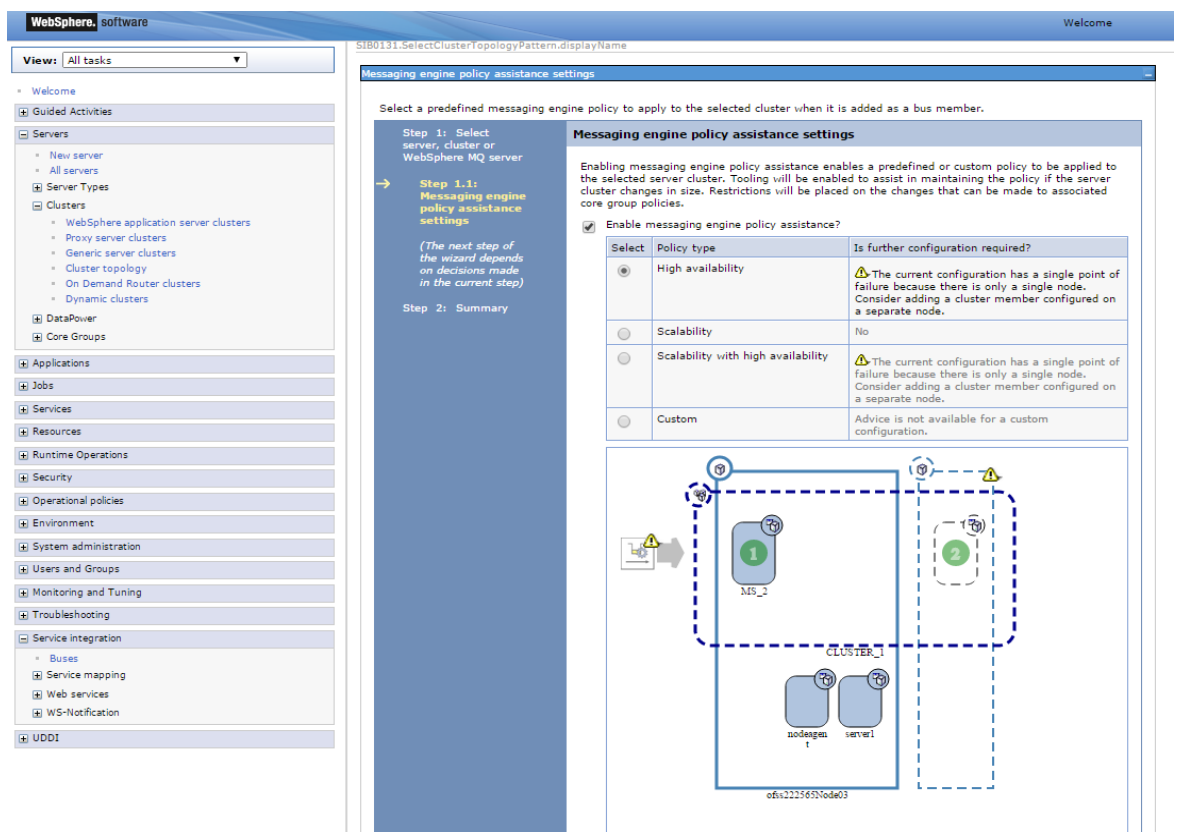 WebSphere. software
Welcome
View: All tasks
Welcome
Guided Activities
Servers
New server
All servers
Server Types
Clusters
WebSphere application server clusters
Proxy server clusters
Generic server clusters
Cluster topology
On Demand Router clusters
Dynamic clusters
DataPower
Core Groups
Applications
Jobs
Services
Resources
Runtime Operations
Security
Operational policies
Environment
System administration
Users and Groups
Monitoring and Tuning
Troubleshooting
Service integration
Buses
Service mapping
Web services
WS-Notification
UDDI
SIB0131.SelectClusterTopologyPattern.displayName
Messaging engine policy assistance settings
Select a predefined messaging engine policy to apply to the selected cluster when it is added as a bus member.
Step 1: Select
server, cluster or
WebSphere MQ server
Step 1.1:
Messaging engine
policy assistance
settings
(The next step of
the wizard depends
on decisions made
in the current step)
Step 2: Summary
Messaging engine policy assistance settings
Enabling messaging engine policy assistance enables a predefined or custom policy to be applied to
the selected server cluster. Tooling will be enabled to assist in maintaining the policy if the server
cluster changes in size. Restrictions will be placed on the changes that can be made to associated
core group policies.
Enable messaging engine policy assistance?
Select Policy type Is further configuration required?
High availability
The current configuration has a single point of
failure because there is only a single node.
Consider adding a cluster member configured on
a separate node.
Scalability
No
Scalability with high availability
The current configuration has a single point of
failure because there is only a single node.
Consider adding a cluster member configured on
a separate node.
Custom
Advice is not available for a custom
configuration.
1
2
MS_2
CLUSTER_1
nodeagen
t
server1
ofss222565Node03